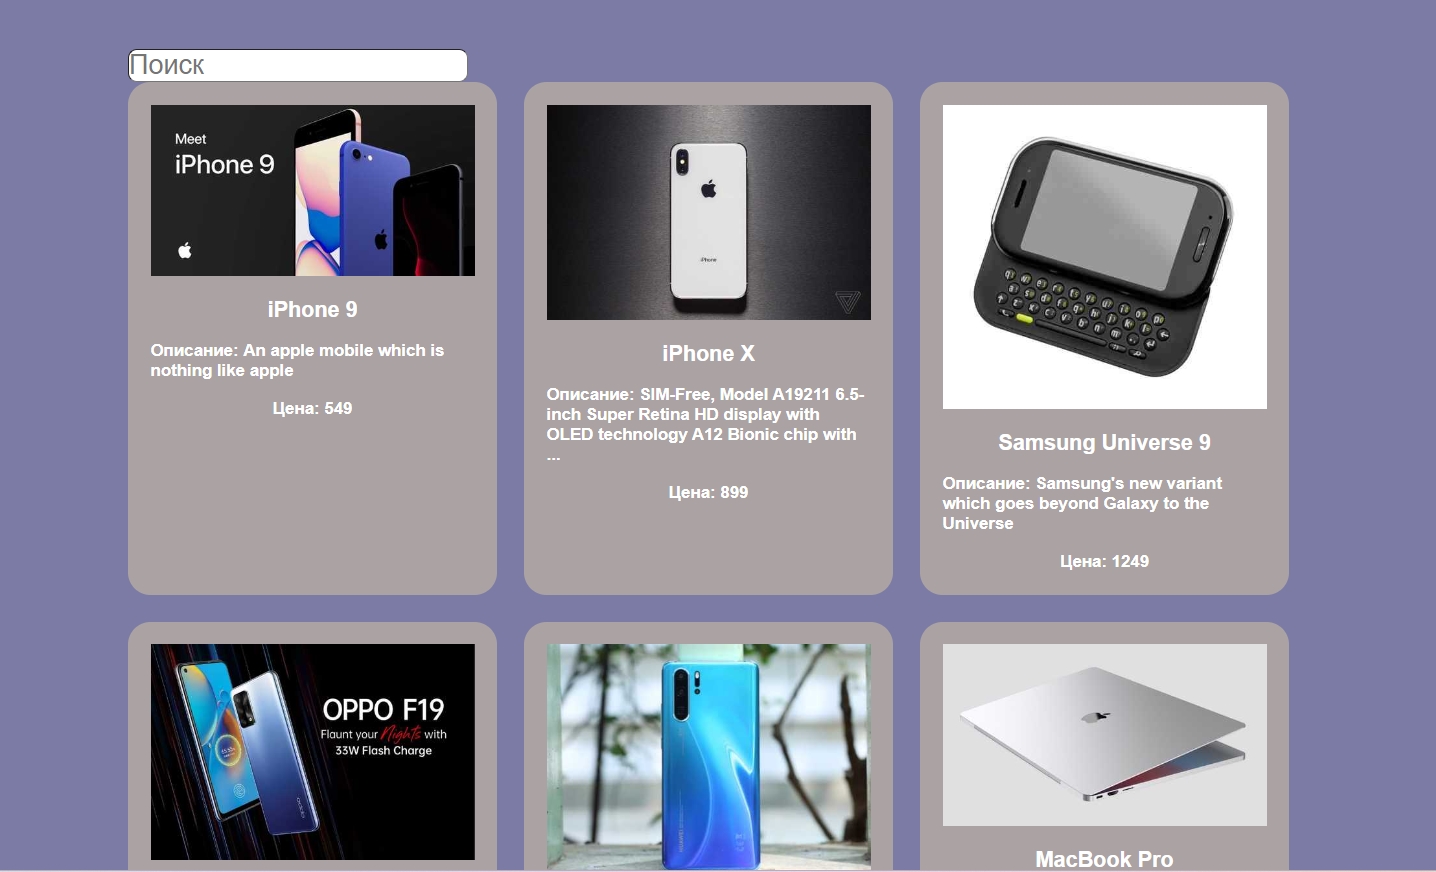 Поиск
Meet
iPhone 9
iPhone 9
Описание: An apple mobile which is
nothing like apple
Цена: 549
iPhone
iPhone X
Описание: SIM-Free, Model A19211 6.5-
inch Super Retina HD display with
OLED technology A12 Bionic chip with
...
Цена: 899
Samsung Universe 9
Описание: Samsung's new variant
which goes beyond Galaxy to the
Universe
Цена: 1249
OPPO F19
Flaunt your Nights with
33W Flash Charge
MacBook Pro